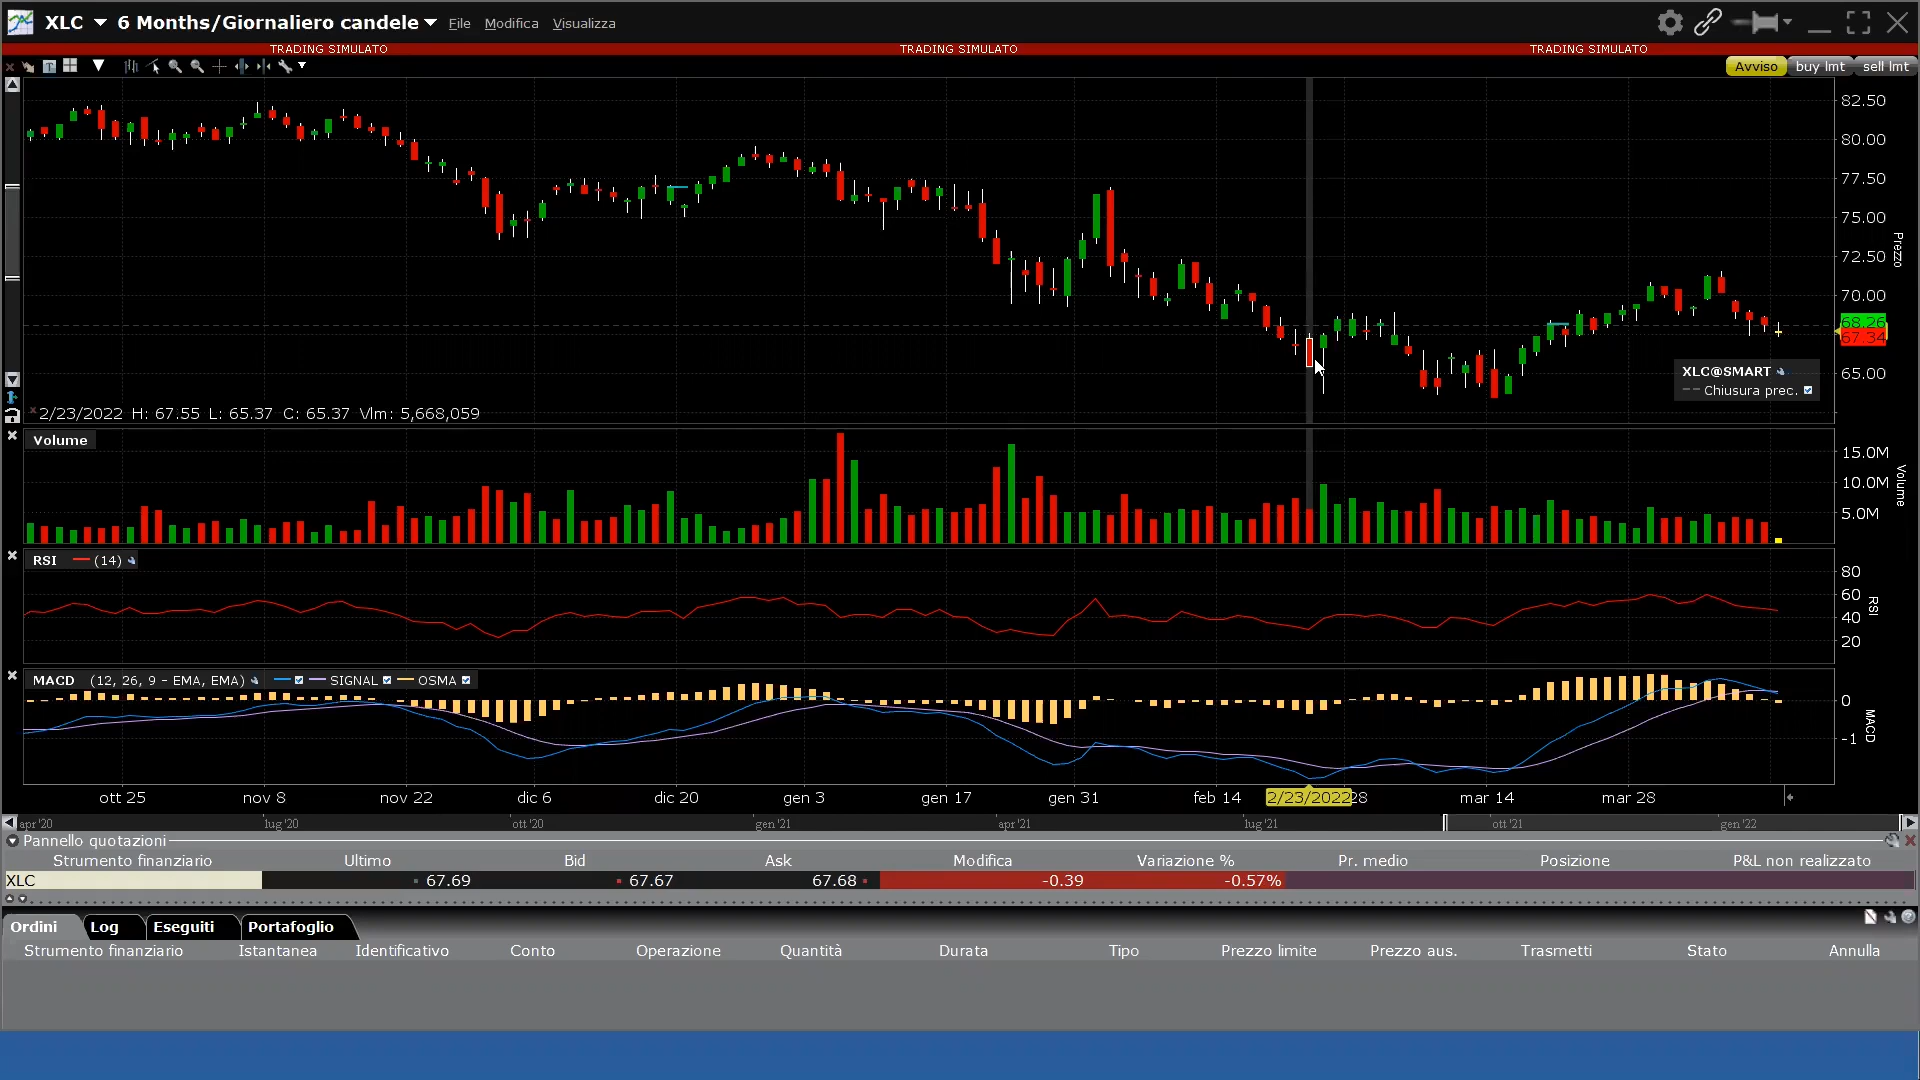 XLC 6 Months/Giornaliero candele File Modifica Visualizza
TRADING SIMULATO TRADING SIMULATO TRADING SIMULATO
Avviso buy lmt sell lmt
82.50
80.00
77.50
75.00
72.50
70.00
68.26
67.34
65.00
Prezzo
XLC@SMART
Chiusura prec.
2/23/2022 H: 67.55 L: 65.37 C: 65.37 Vlm: 5,668,059
Volume
15.0M
10.0M
5.0M
Volume
RSI (14)
80
60
40
20
RSI
MACD (12, 26, 9 - EMA, EMA) SIGNAL OSMA
0
-1
MACD
ott 25 nov 8 nov 22 dic 6 dic 20 gen 3 gen 17 gen 31 feb 14 2/23/2022 28 mar 14 mar 28
apr '20 lug '20 ott '20 gen '21 apr '21 lug '21 ott '21 gen '22
Pannello quotazioni
Strumento finanziario Ultimo Bid Ask Modifica Variazione % Pr. medio Posizione P&L non realizzato
XLC 67.69 67.67 67.68 -0.39 -0.57%
Ordini Log Eseguiti Portafoglio
Strumento finanziario Istantanea Identificativo Conto Operazione Quantità Durata Tipo Prezzo limite Prezzo aus. Trasmetti Stato Annulla